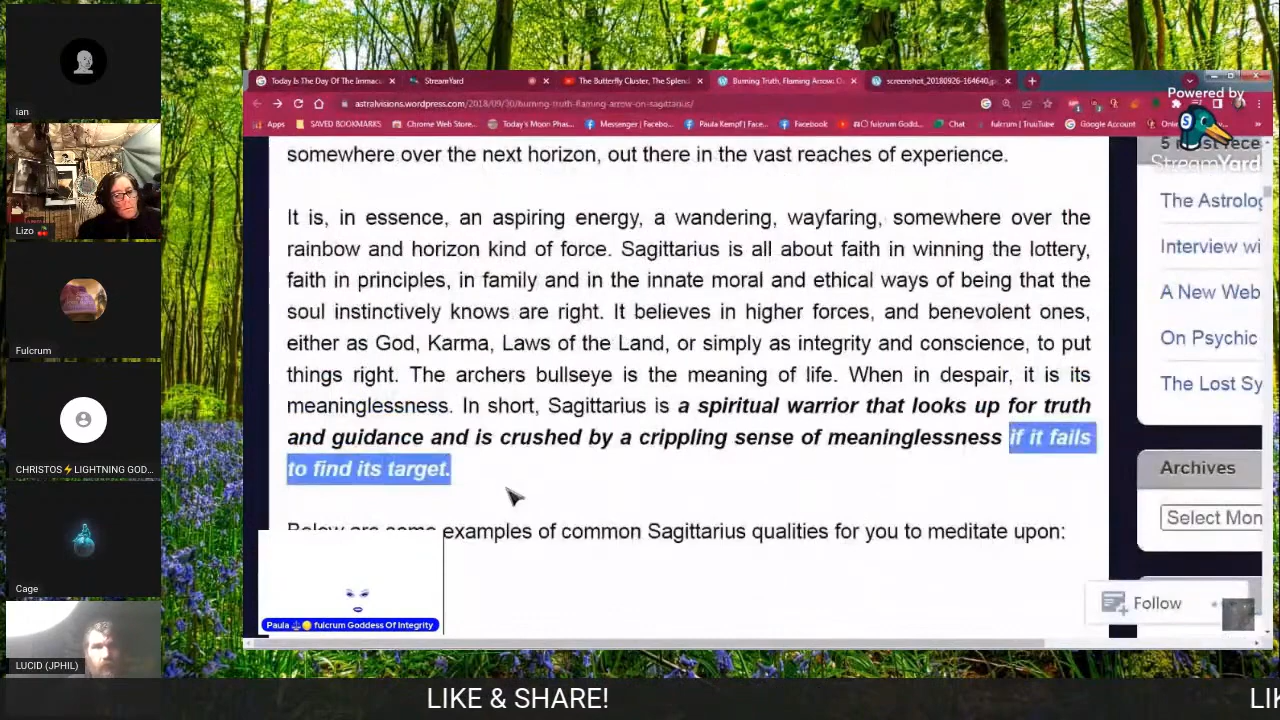 ian
Lizo 🍒
Fulcrum
CHRISTOS⚡LIGHTNING GOD...
Cage
LUCID (JPHIL)
Today Is The Day Of The Immac
StreamYard
The Butterfly Cluster, The Splend
Burning Truth, Flaming Arrow: O
screenshot_20180926-164640.jp
astralvisions.wordpress.com/2018/09/30/burning-truth-flaming-arrow-on-sagittarius/
Apps SAVED BOOKMARKS Chrome Web Store... Today's Moon Phas... Messenger | Facebo... Paula Kempf | Face... Facebook fulcrum Godd... Chat fulcrum | TruuTube Google Account
Powered by
StreamYard
somewhere over the next horizon, out there in the vast reaches of experience.
It is, in essence, an aspiring energy, a wandering, wayfaring, somewhere over the
rainbow and horizon kind of force. Sagittarius is all about faith in winning the lottery,
faith in principles, in family and in the innate moral and ethical ways of being that the
soul instinctively knows are right. It believes in higher forces, and benevolent ones,
either as God, Karma, Laws of the Land, or simply as integrity and conscience, to put
things right. The archers bullseye is the meaning of life. When in despair, it is its
meaninglessness. In short, Sagittarius is a spiritual warrior that looks up for truth
and guidance and is crushed by a crippling sense of meaninglessness if it fails
to find its target.
Below are some examples of common Sagittarius qualities for you to meditate upon:
The Astrolog
Interview wi
A New Web
On Psychic
The Lost Sy
Archives
Select Mon
Follow
Paula ⚖️🌕 fulcrum Goddess Of Integrity
LIKE & SHARE!
LIK